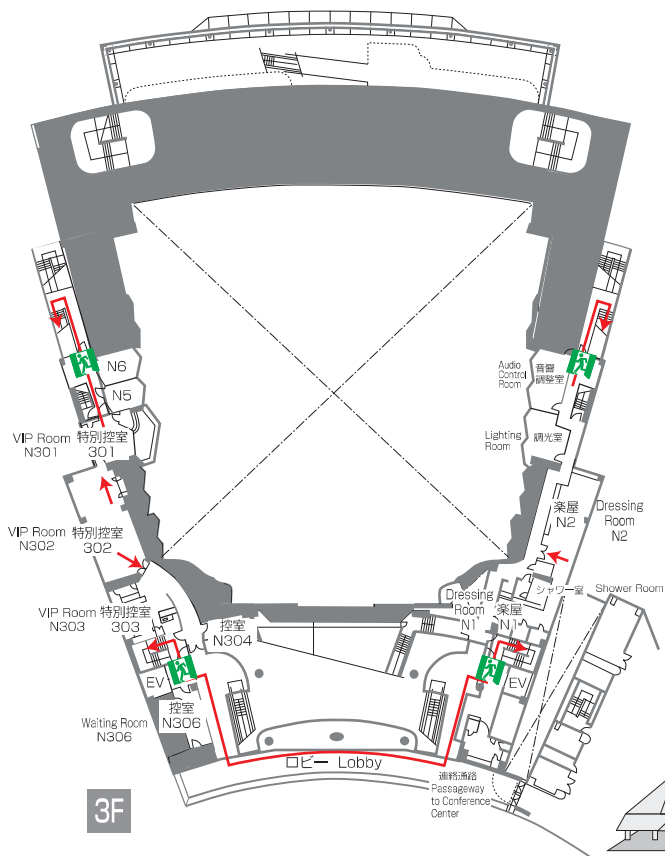 N6
N5
Audio
Control
Room
音響
調整室
VIP Room
N301
特別控室
301
Lighting
Room
調光室
VIP Room
N302
特別控室
302
楽屋
N2
Dressing
Room
N2
シャワー室
Shower Room
VIP Room
N303
特別控室
303
控室
N304
Dressing
Room
N1
楽屋
N1
EV
EV
Waiting Room
N306
控室
N306
ロビー Lobby
連絡通路
Passageway
to Conference
Center
3F